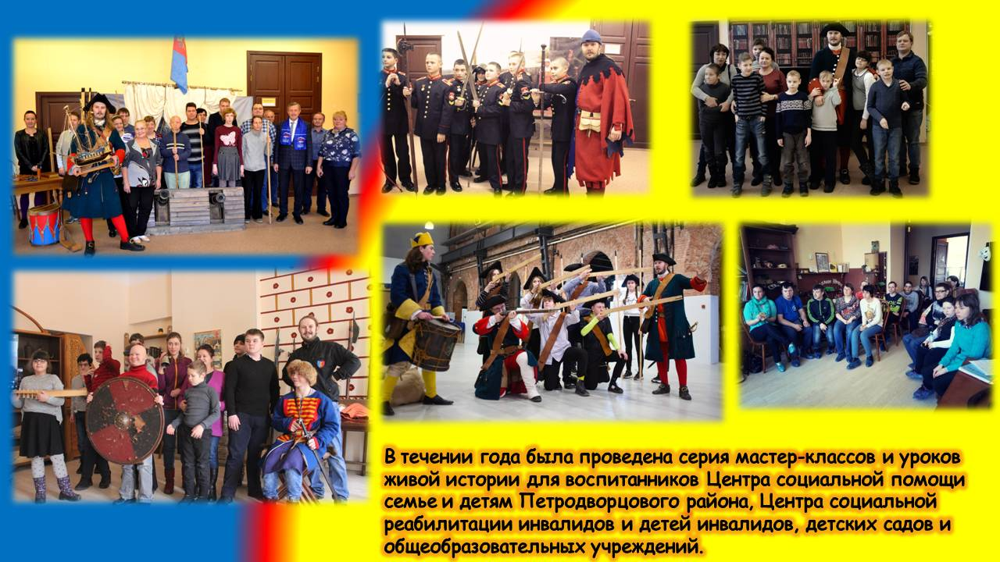 В течении года была проведена серия мастер-классов и уроков
живой истории для воспитанников Центра социальной помощи
семье и детям Петродворцового района, Центра социальной
реабилитации инвалидов и детей инвалидов, детских садов и
общеобразовательных учреждений.